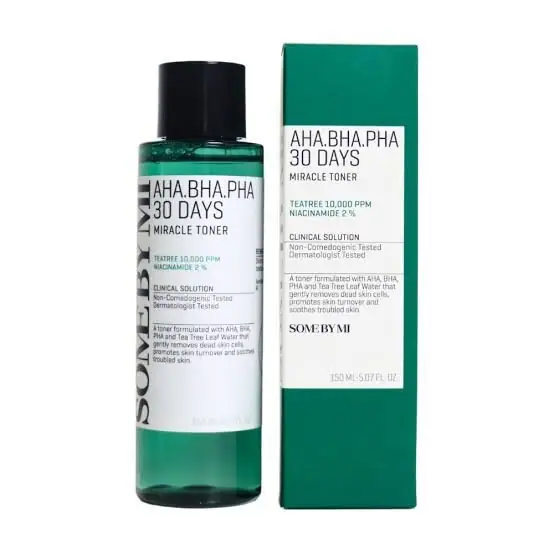 SOME BY MI
AHA.BHA.PHA
30 DAYS
MIRACLE TONER
TEATREE 10,000 PPM
NIACINAMIDE 2 %
CLINICAL SOLUTION
Non-Comedogenic Tested
Dermatologist Tested
A toner formulated with AHA, BHA,
PHA and Tea Tree Leaf Water that
gently removes dead skin cells,
promotes skin turnover and soothes
troubled skin.
AHA.BHA.PHA
30 DAYS
MIRACLE TONER
TEATREE 10,000 PPM
NIACINAMIDE 2 %
CLINICAL SOLUTION
Non-Comedogenic Tested
Dermatologist Tested
A toner formulated with AHA, BHA,
PHA and Tea Tree Leaf Water that
gently removes dead skin cells,
promotes skin turnover and
soothes troubled skin.
SOME BY MI
150 ML-5.07 FL. OZ.